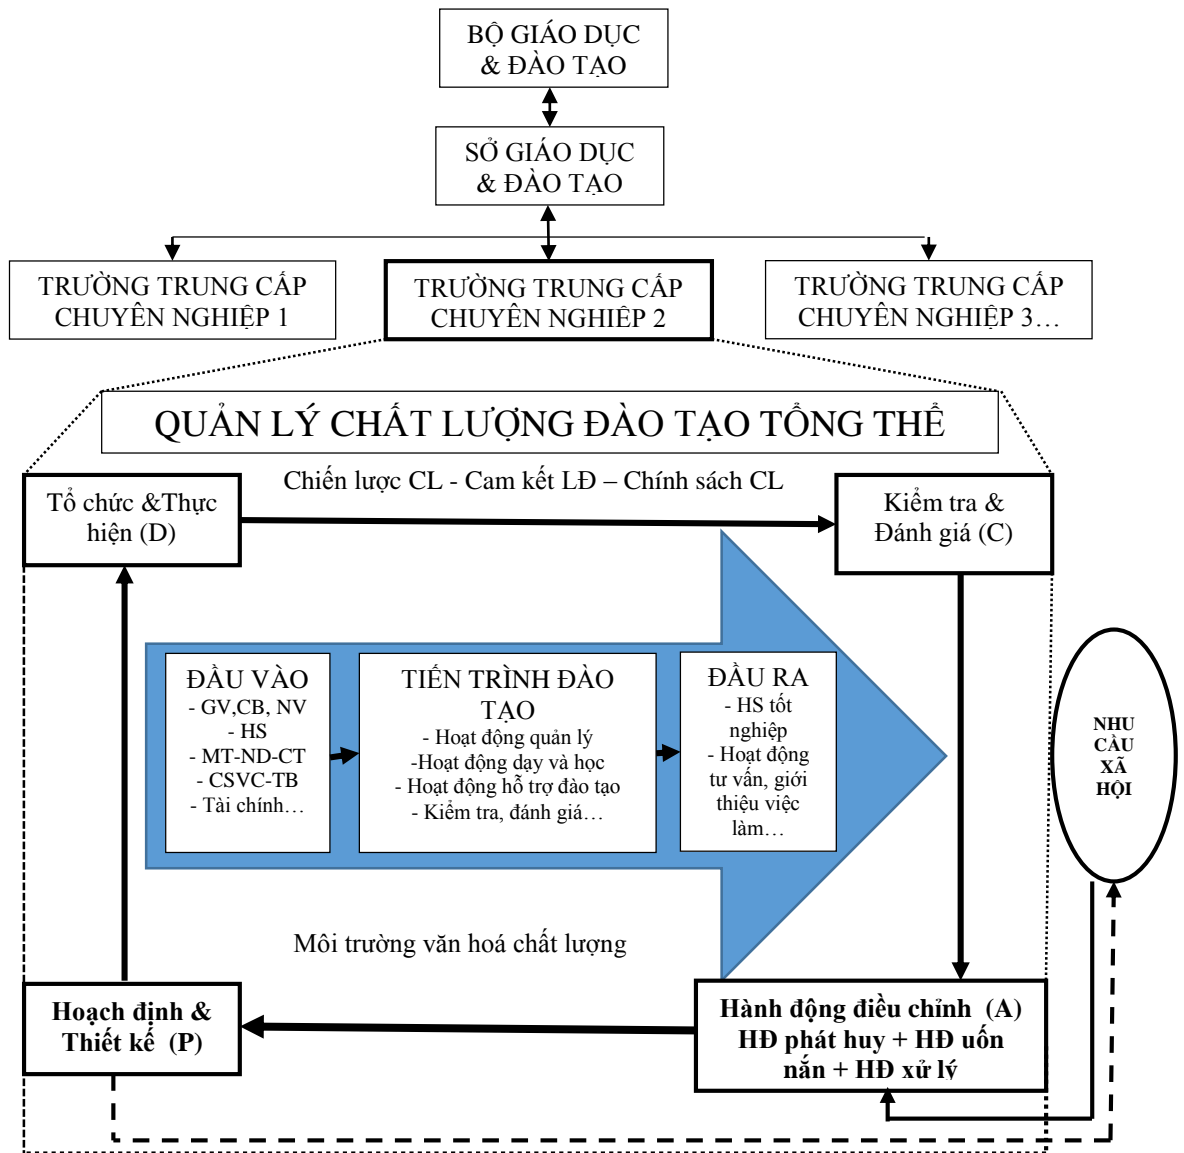 BỘ GIÁO DỤC
& ĐÀO TẠO
SỞ GIÁO DỤC
& ĐÀO TẠO
TRƯỜNG TRUNG CẤP
CHUYÊN NGHIỆP 1
TRƯỜNG TRUNG CẤP
CHUYÊN NGHIÊP 2
TRƯỜNG TRUNG CẤP
CHUYÊN NGHIỆP 3…
QUẢN LÝ CHẤT LƯỢNG ĐÀO TẠO TỔNG THỂ
Chiến lược CL - Cam kết LĐ – Chính sách CL
Tổ chức &Thực
hiện (D)
Kiểm tra &
Đánh giá (C)
ĐẦU VÀO
- GV,CB, NV
- HS
- MT-ND-CT
- CSVC-TB
- Tài chính…
TIẾN TRÌNH ĐÀO
TẠO
- Hoạt động quản lý
-Hoạt động dạy và học
- Hoạt động hỗ trợ đào tạo
- Kiểm tra, đánh giá…
ĐẦU RA
- HS tốt
nghiệp
- Hoạt động
tư vấn, giới
thiệu việc
làm…
NHU
CẦU
XÃ
HỘI
Môi trường văn hoá chất lượng
Hoạch định &
Thiết kế (P)
Hành động điều chỉnh (A)
HĐ phát huy + HĐ uốn
nắn + HĐ xử lý